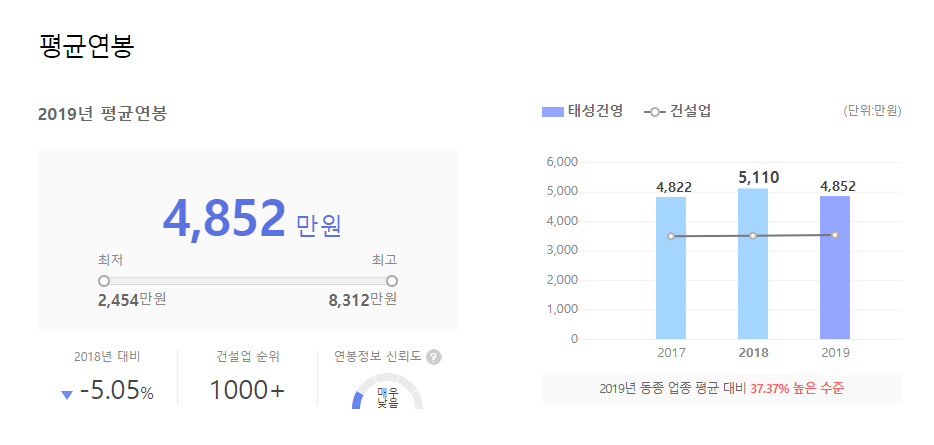 평균연봉
2019년 평균연봉
4,852 만원
최저 최고
2,454만원 8,312만원
2018년 대비
-5.05%
건설업 순위
1000+
연봉정보 신뢰도 ?
매우
낮음
태성건영 건설업 (단위:만원)
6,000
5,000
4,000
3,000
2,000
1,000
0
4,822 5,110 4,852
2017 2018 2019
2019년 동종 업종 평균 대비 37.37% 높은 수준